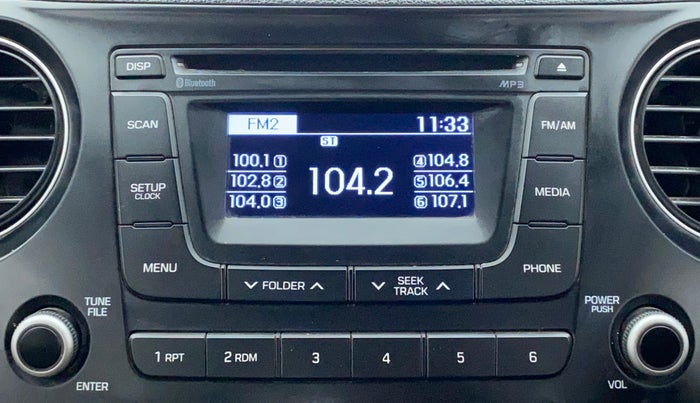 DISP
Bluetooth
MP3
SCAN
FM2
11:33
FM/AM
ST
100.1 1
4 104.8
SETUP
CLOCK
102.8 2
104.2
5 106.4
MEDIA
104.0 3
6 107.1
MENU
FOLDER
SEEK
TRACK
PHONE
TUNE
FILE
POWER
PUSH
1 RPT
2 RDM
3
4
5
6
ENTER
VOL